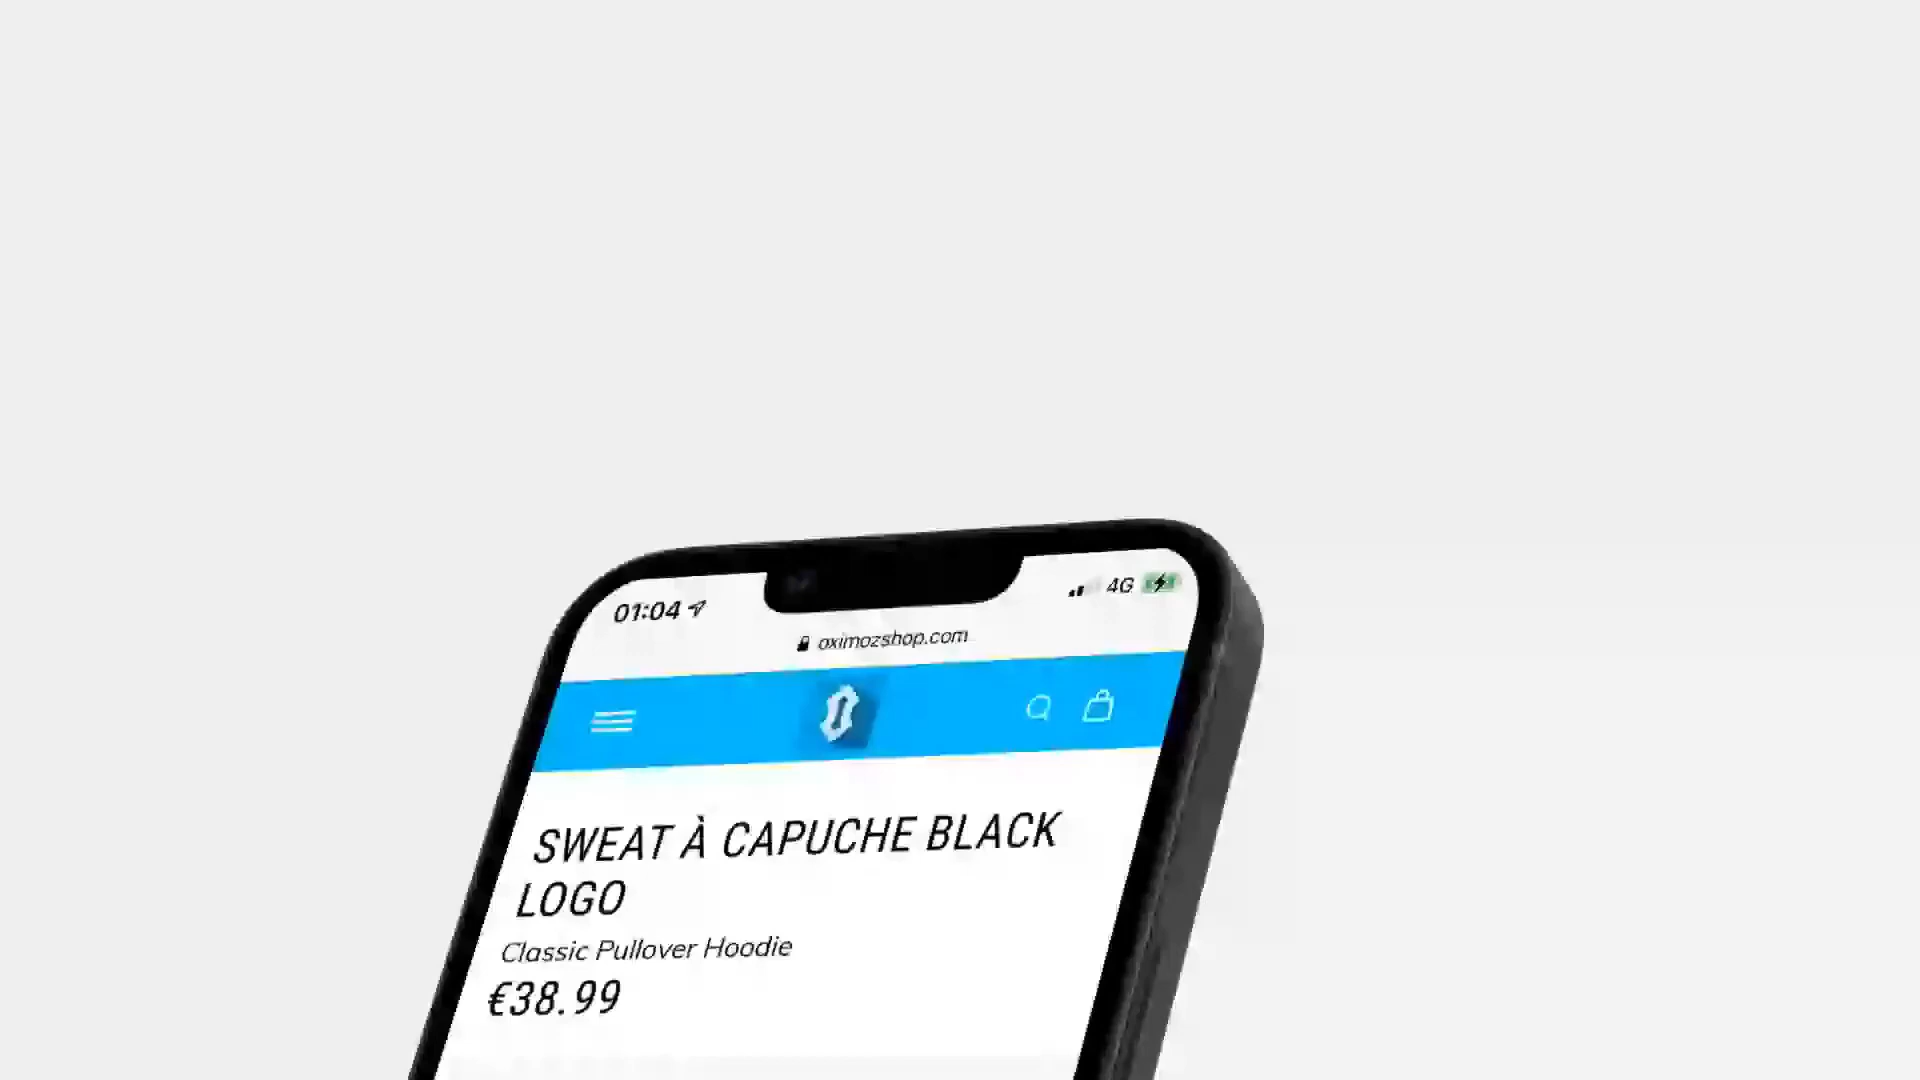 01:04
4G
oximozshop.com
SWEAT À CAPUCHE BLACK
LOGO
Classic Pullover Hoodie
€38.99